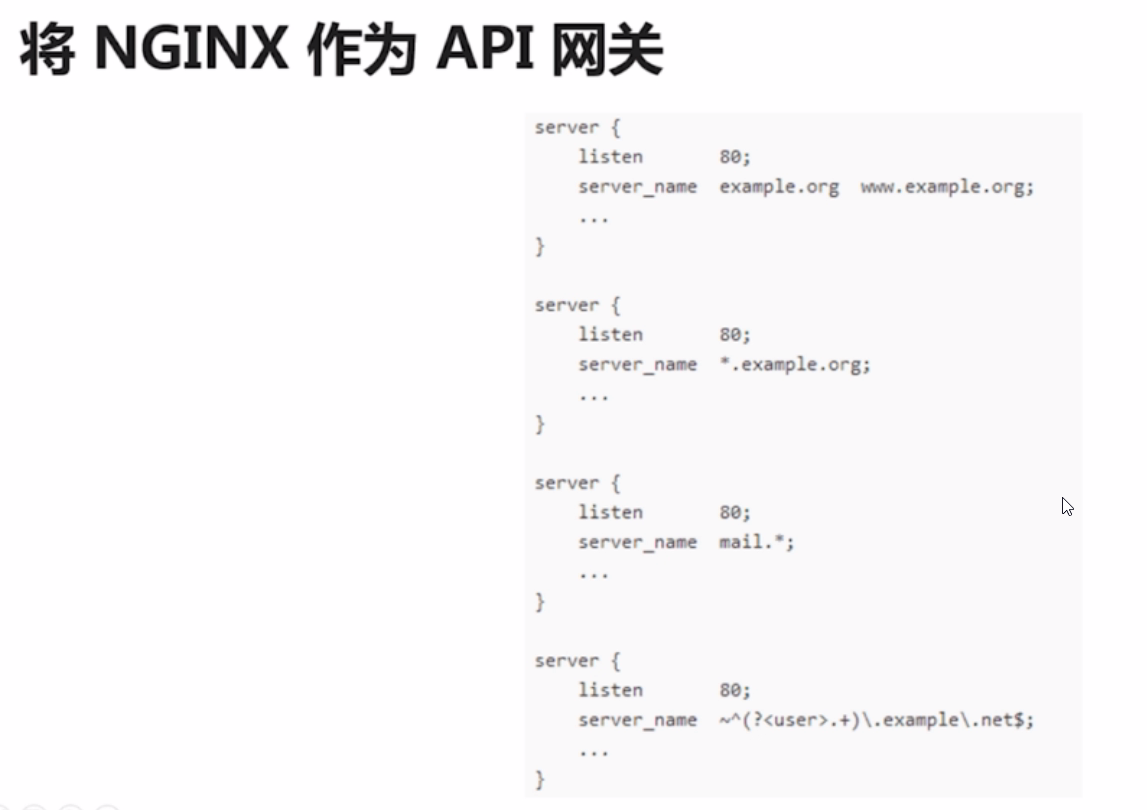 将 NGINX 作为 API 网关
server {
    listen       80;
    server_name  example.org  www.example.org;
    ...
}
server {
    listen       80;
    server_name  *.example.org;
    ...
}
server {
    listen       80;
    server_name  mail.*;
    ...
}
server {
    listen       80;
    server_name  ~^(?<user>.+)\.example\.net$;
    ...
}